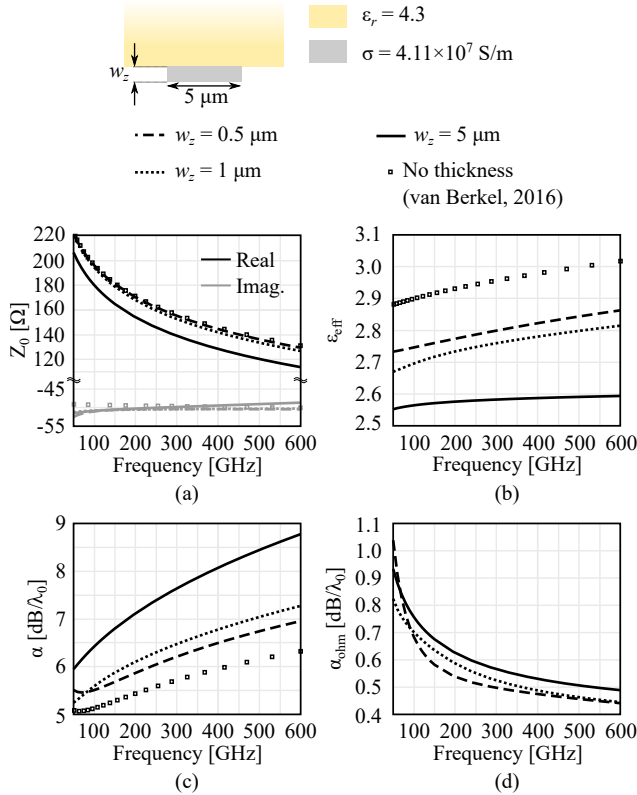 εr = 4.3
σ = 4.11×10⁷ S/m
wz
5 μm
wz = 0.5 μm
wz = 5 μm
wz = 1 μm
No thickness
(van Berkel, 2016)
220
200
180
160
140
120
-45
-55
Z0 [Ω]
Real
Imag.
100 200 300 400 500 600
Frequency [GHz]
(a)
3.1
3.0
2.9
2.8
2.7
2.6
2.5
εeff
100 200 300 400 500 600
Frequency [GHz]
(b)
9
8
7
6
5
α [dB/λ0]
100 200 300 400 500 600
Frequency [GHz]
(c)
1.1
1.0
0.9
0.8
0.7
0.6
0.5
0.4
αohm [dB/λ0]
100 200 300 400 500 600
Frequency [GHz]
(d)